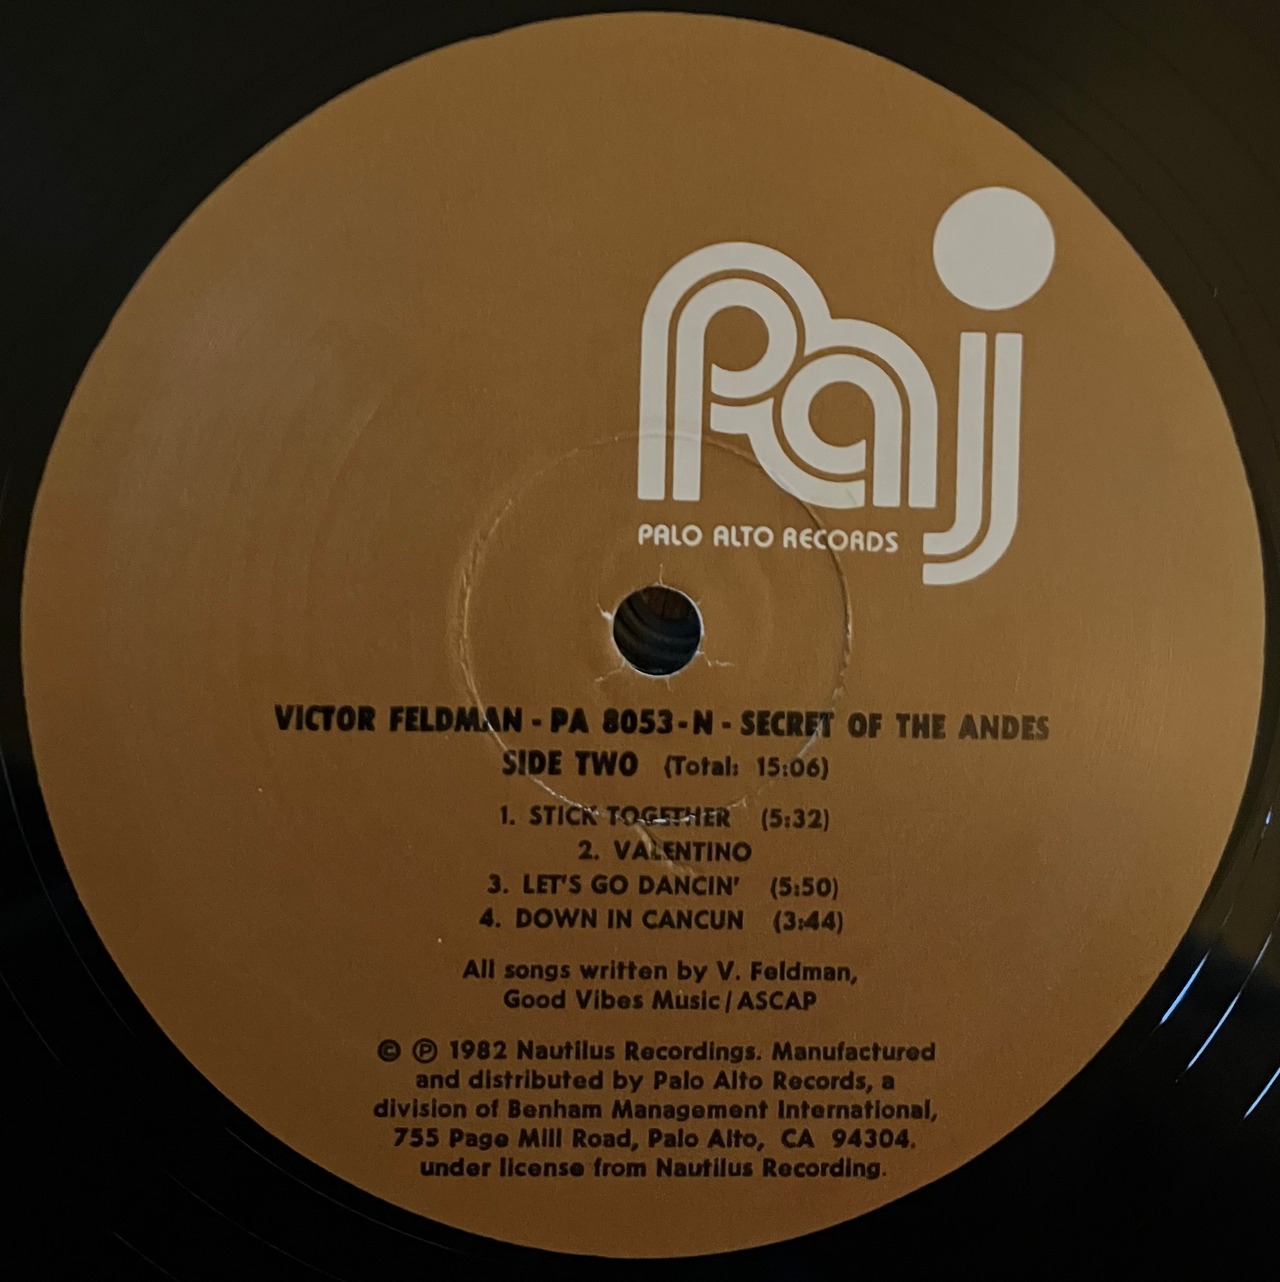 Paj
PALO ALTO RECORDS
VICTOR FELDMAN - PA 8053-N - SECRET OF THE ANDES
SIDE TWO (Total: 15:06)
1. STICK TOGETHER (5:32)
2. VALENTINO
3. LET'S GO DANCIN' (5:50)
4. DOWN IN CANCUN (3:44)
All songs written by V. Feldman,
Good Vibes Music/ASCAP
© ℗ 1982 Nautilus Recordings. Manufactured
and distributed by Palo Alto Records, a
division of Benham Management International,
755 Page Mill Road, Palo Alto, CA 94304.
under license from Nautilus Recording.